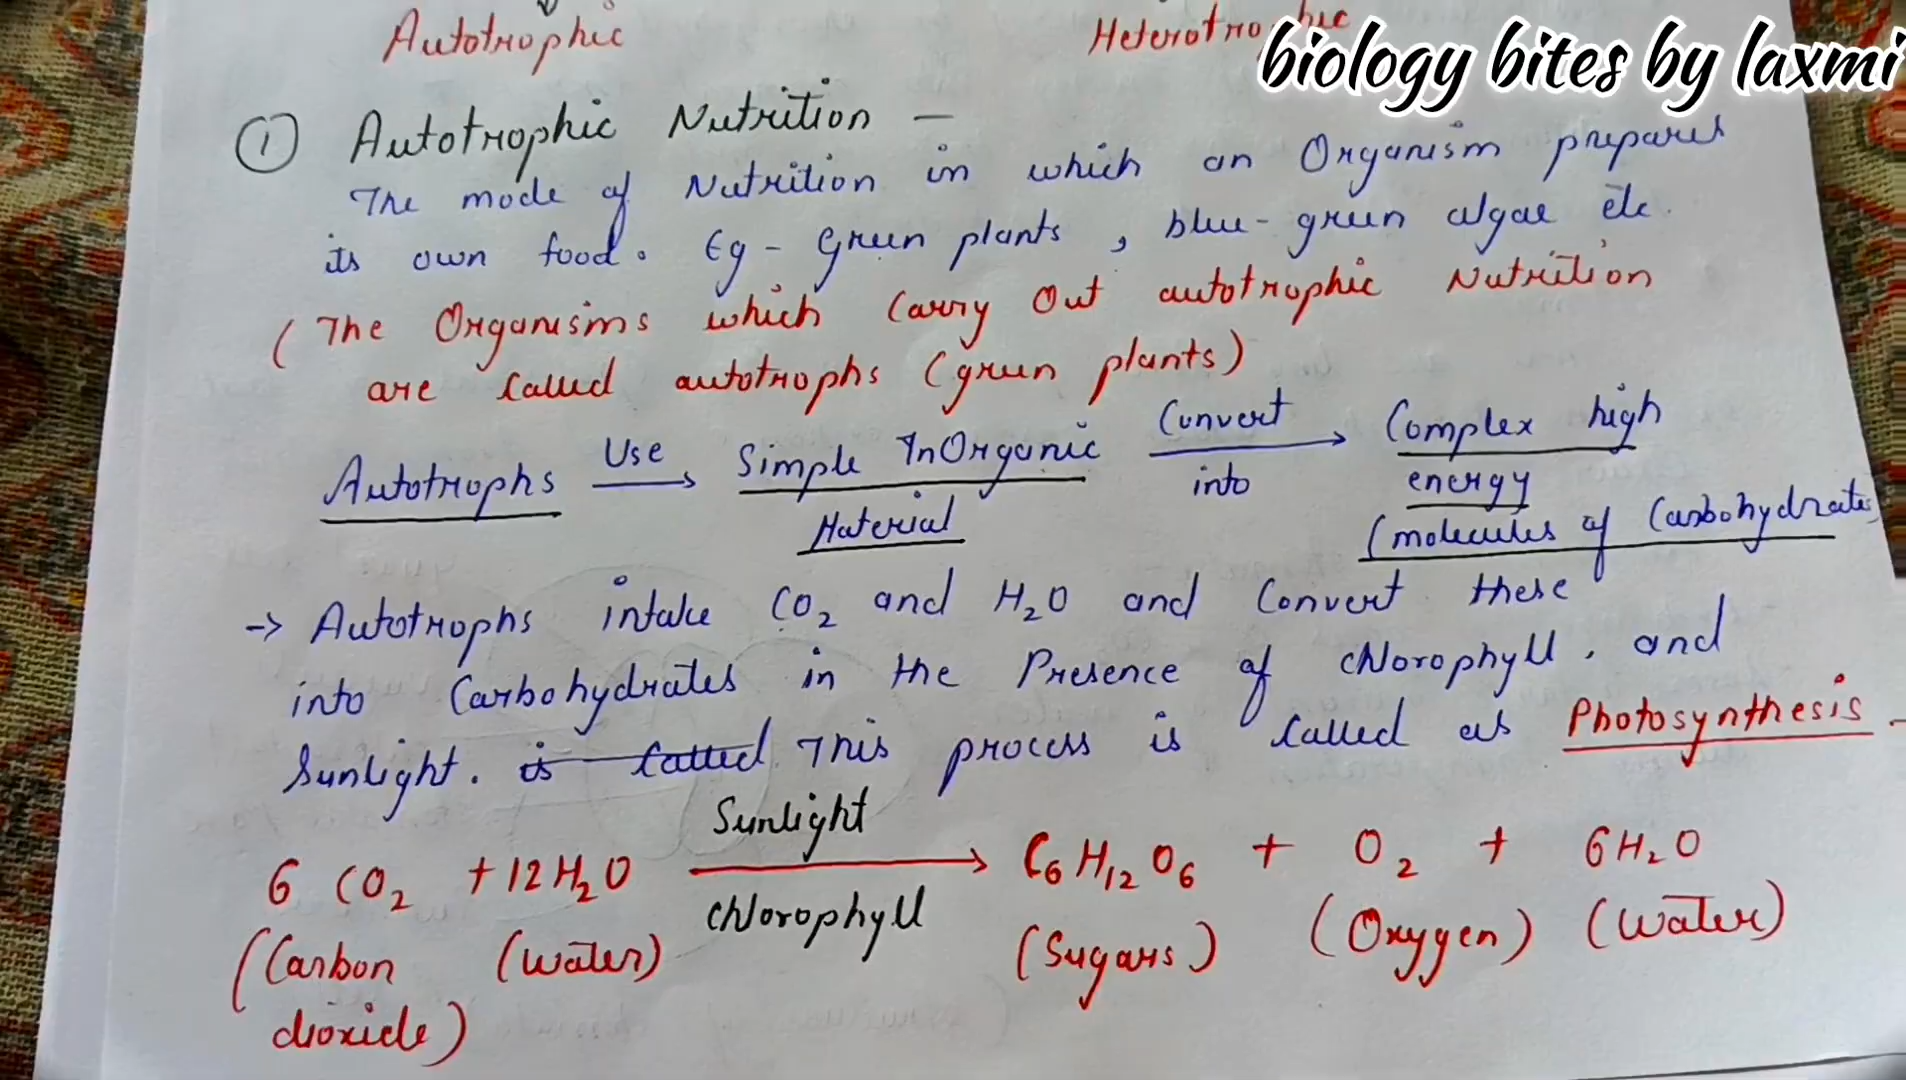 Autotrophic Heterotrophic
biology bites by laxmi
① Autotrophic Nutrition —
The mode of Nutrition in which an Organism prepares
its own food. Eg - Green plants, blue-green algae etc.
(The Organisms which carry out autotrophic Nutrition
are called autotrophs (green plants)
Autotrophs Use → Simple InOrganic Convert → Complex high
Material into energy
(molecules of Carbohydrates
→ Autotrophs intake CO₂ and H₂O and Convert these
into Carbohydrates in the Presence of chlorophyll, and
Sunlight. is called This process is called as Photosynthesis -
6 CO₂ + 12H₂O Sunlight → C₆H₁₂O₆ + O₂ + 6H₂O
chlorophyll
(Carbon (water) (Sugars) (Oxygen) (water)
dioxide)